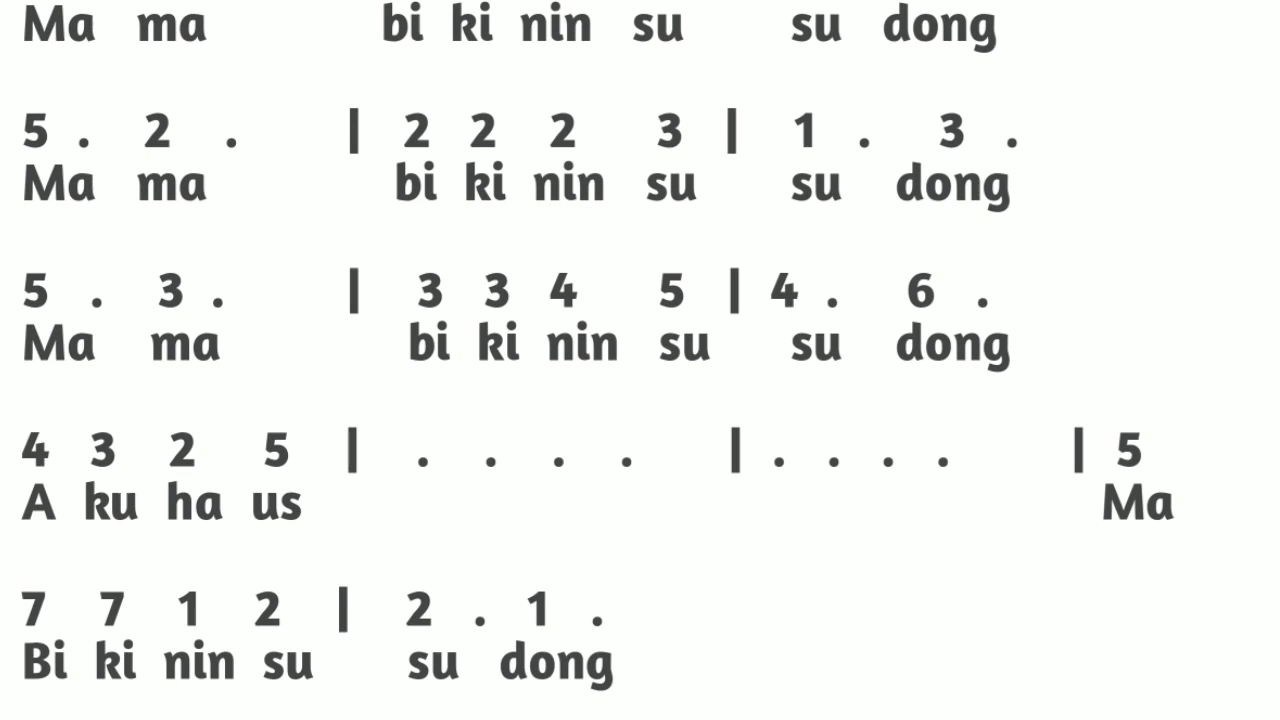 Ma ma bi ki nin su su dong
5 . 2 . | 2 2 2 3 | 1 . 3 .
Ma ma bi ki nin su su dong
5 . 3 . | 3 3 4 5 | 4 . 6 .
Ma ma bi ki nin su su dong
4 3 2 5 | . . . . | . . . . | 5
A ku ha us Ma
7 7 1 2 | 2 . 1 .
Bi ki nin su su dong